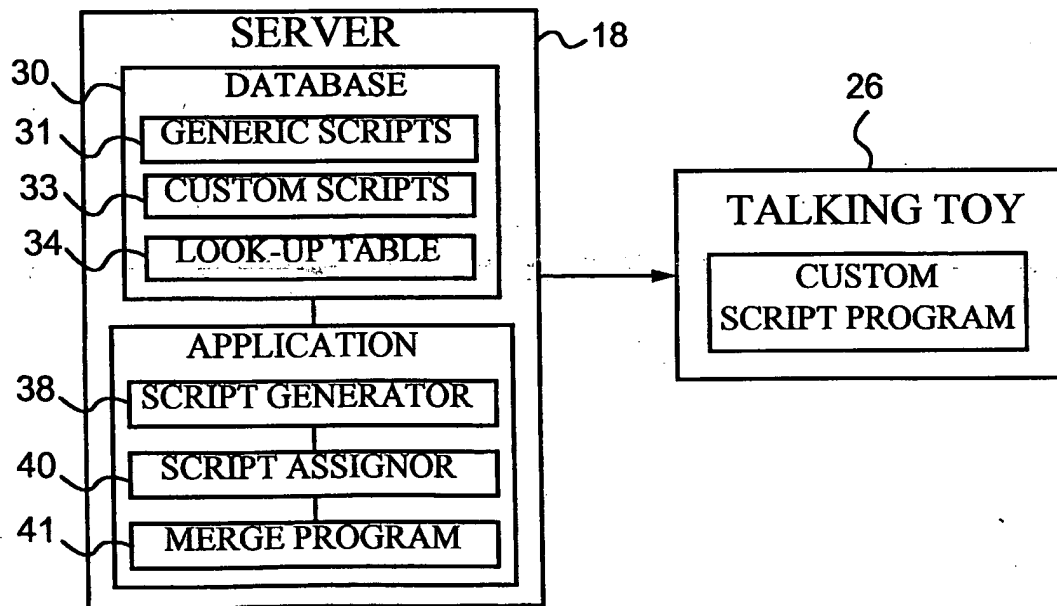 SERVER
18
30
DATABASE
31
GENERIC SCRIPTS
33
CUSTOM SCRIPTS
34
LOOK-UP TABLE
APPLICATION
38
SCRIPT GENERATOR
40
SCRIPT ASSIGNOR
41
MERGE PROGRAM
26
TALKING TOY
CUSTOM
SCRIPT PROGRAM